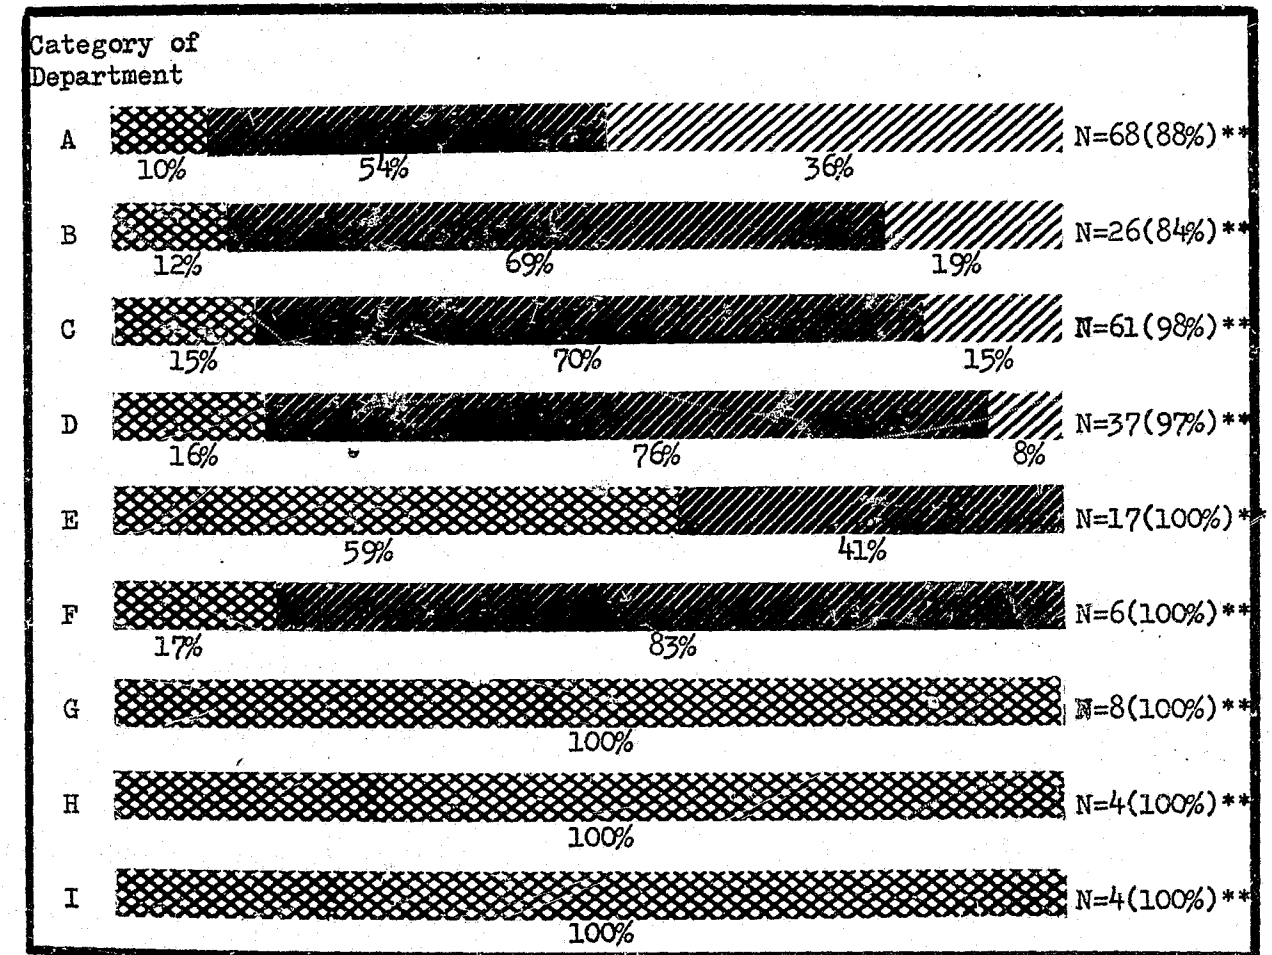 Category of
Department
A
N=68(88%)**
10% 54% 36%
B
N=26(84%)**
12% 69% 19%
C
N=61(98%)**
15% 70% 15%
D
N=37(97%)**
16% 76% 8%
E
N=17(100%)**
59% 41%
F
N=6(100%)**
17% 83%
G
N=8(100%)**
100%
H
N=4(100%)**
100%
I
N=4(100%)**
100%